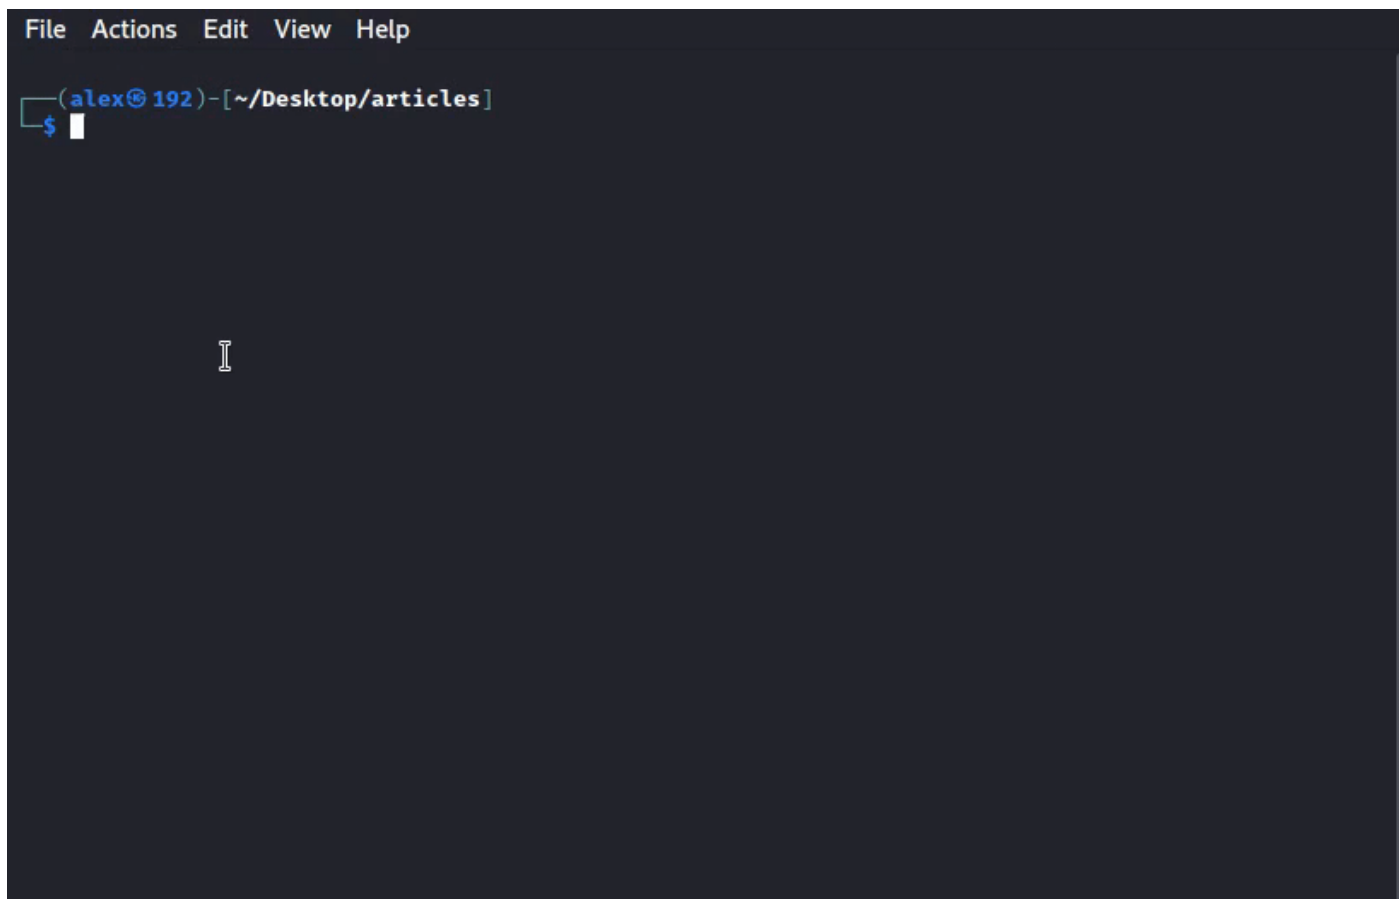 File Actions Edit View Help
┌──(alex㉿192)-[~/Desktop/articles]
└─$